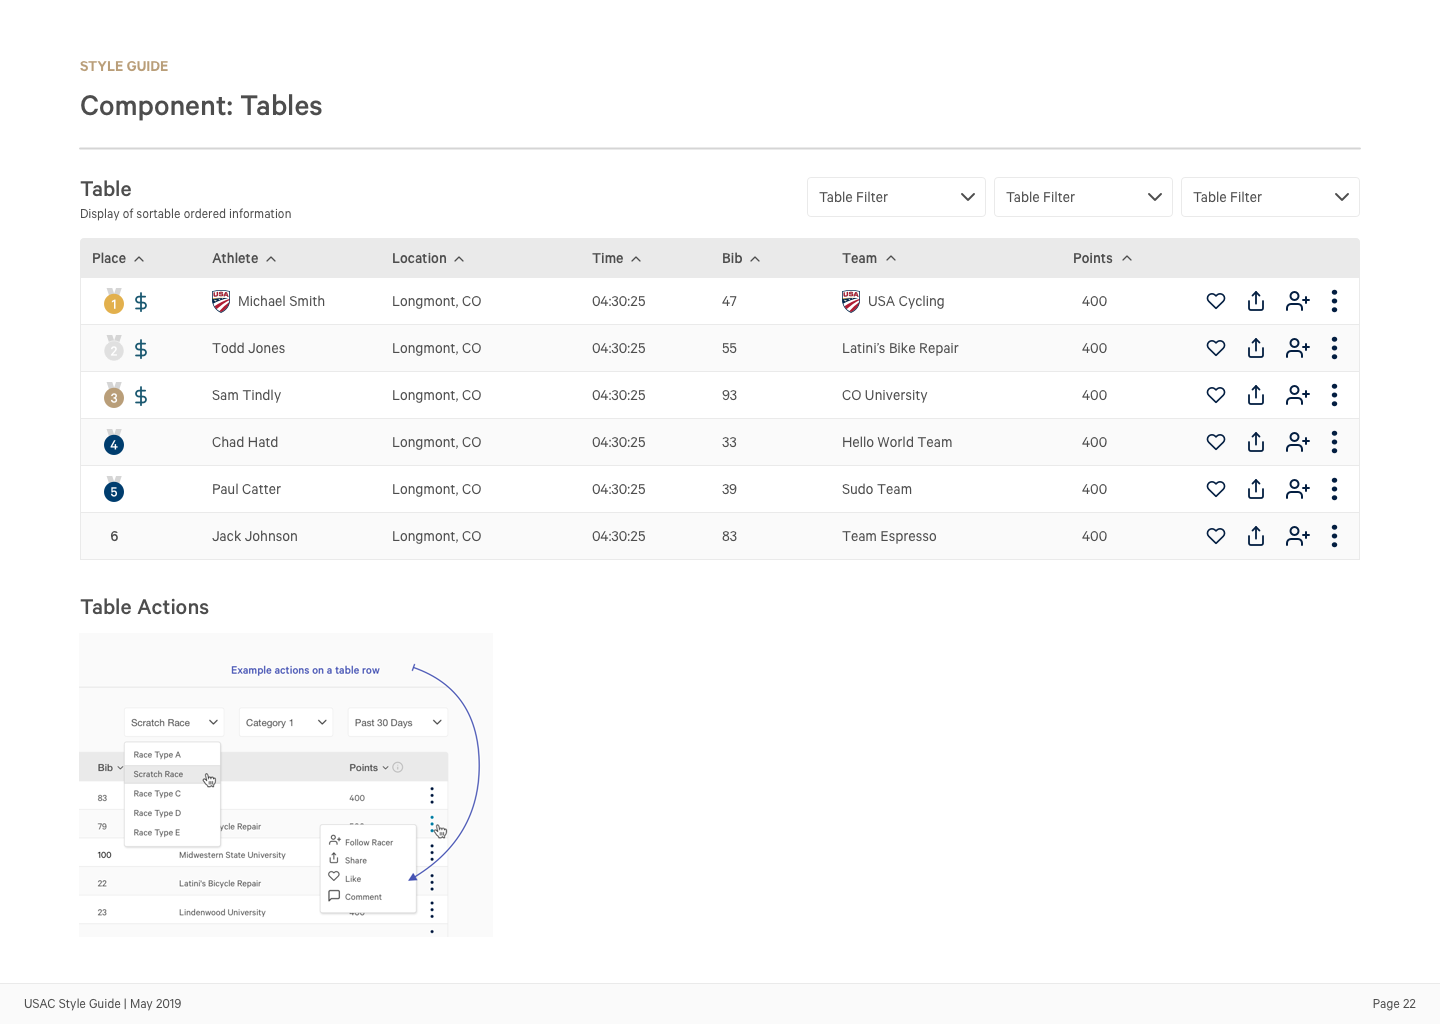 STYLE GUIDE
Component: Tables
Table
Display of sortable ordered information
Table Filter Table Filter Table Filter
Place Athlete Location Time Bib Team Points
1 $ USA Michael Smith Longmont, CO 04:30:25 47 USA USA Cycling 400
2 $ Todd Jones Longmont, CO 04:30:25 55 Latini's Bike Repair 400
3 $ Sam Tindly Longmont, CO 04:30:25 93 CO University 400
4 Chad Hatd Longmont, CO 04:30:25 33 Hello World Team 400
5 Paul Catter Longmont, CO 04:30:25 39 Sudo Team 400
6 Jack Johnson Longmont, CO 04:30:25 83 Team Espresso 400
Table Actions
Example actions on a table row
Scratch Race Category 1 Past 30 Days
Race Type A
Scratch Race
Race Type C
Race Type D
Race Type E
Bib Points
83 400
79 Repair
100 Midwestern State University
22 Latini's Bicycle Repair
23 Lindenwood University
Follow Racer
Share
Like
Comment
USAC Style Guide | May 2019 Page 22